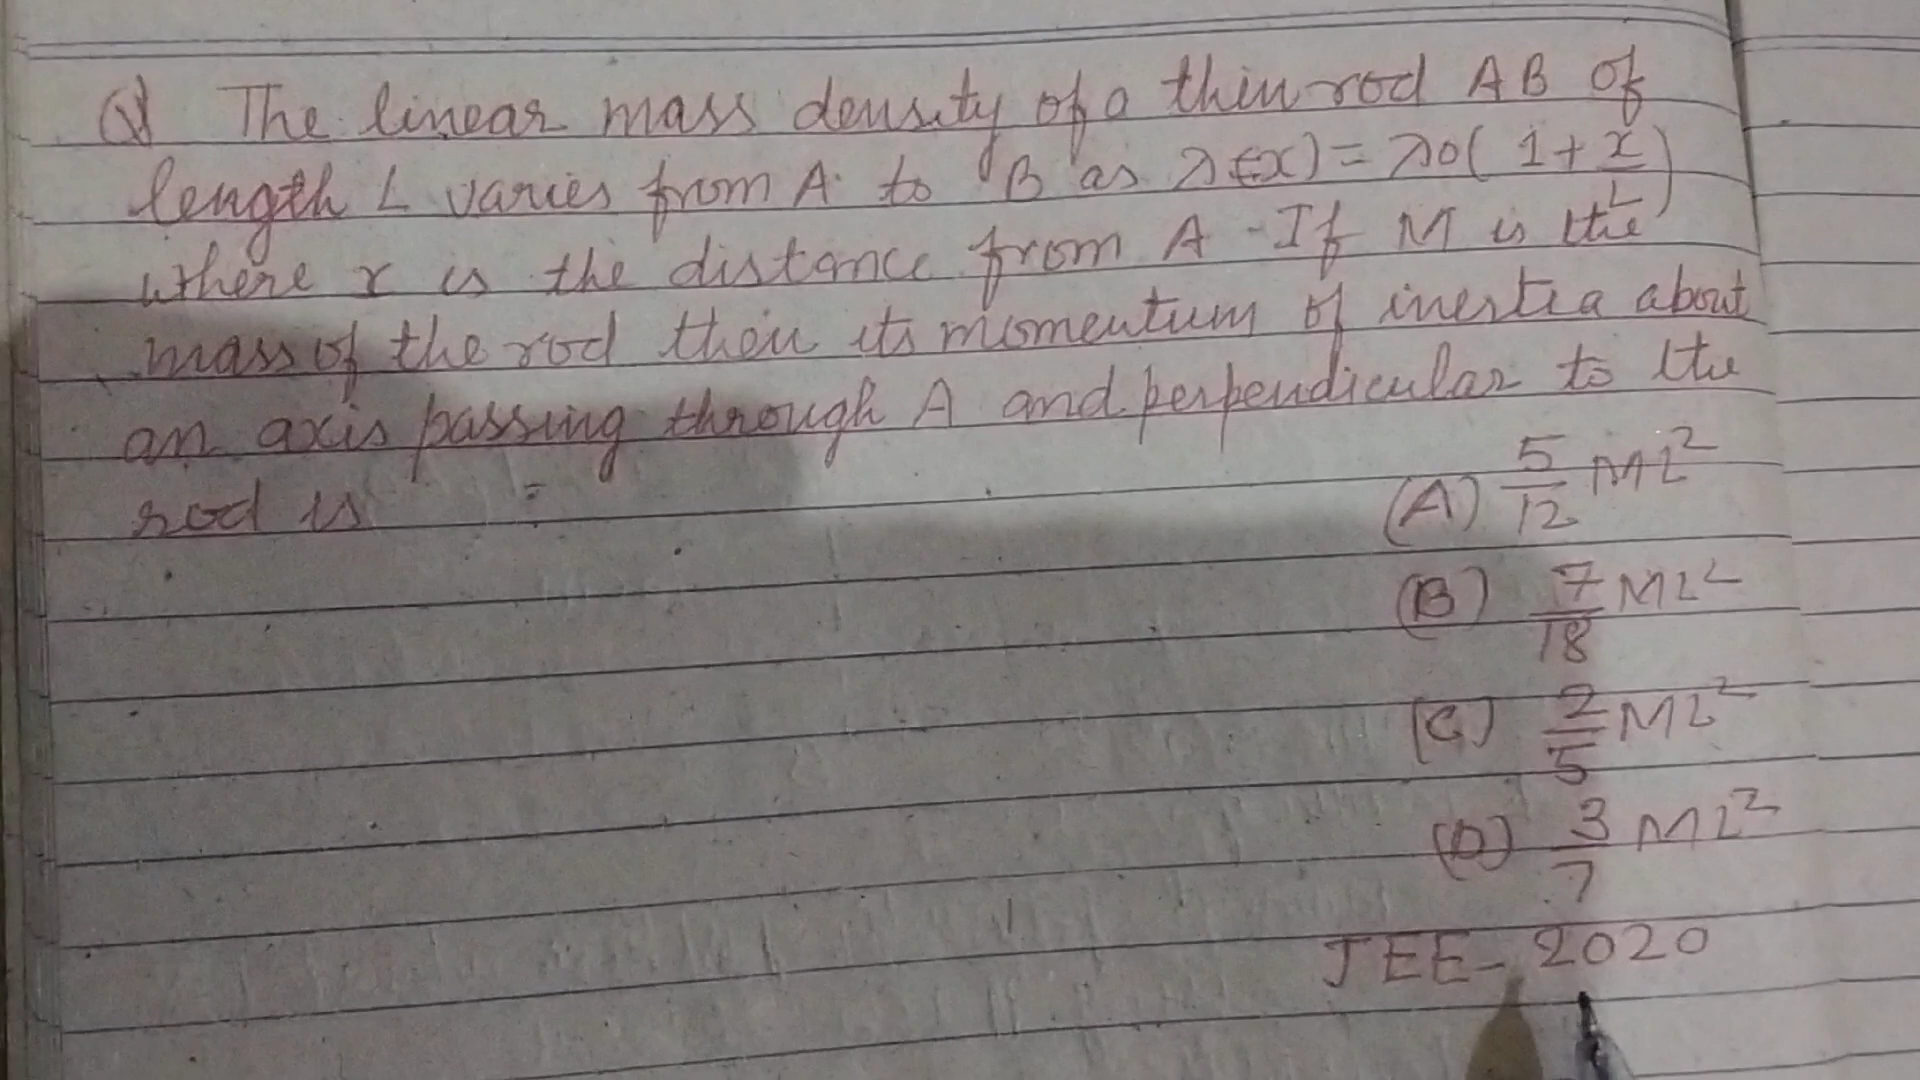 Q The linear mass density of a thin rod AB of
length L varies from A to B as λ(x) = λ0( 1 + x/L )
where x is the distance from A . If M is the
mass of the rod then its momentum of inertia about
an axis passing through A and perpendicular to the
rod is =
(A) 5/12 ML²
(B) 7/18 ML²
(C) 2/5 ML²
(D) 3/7 ML²
JEE - 2020